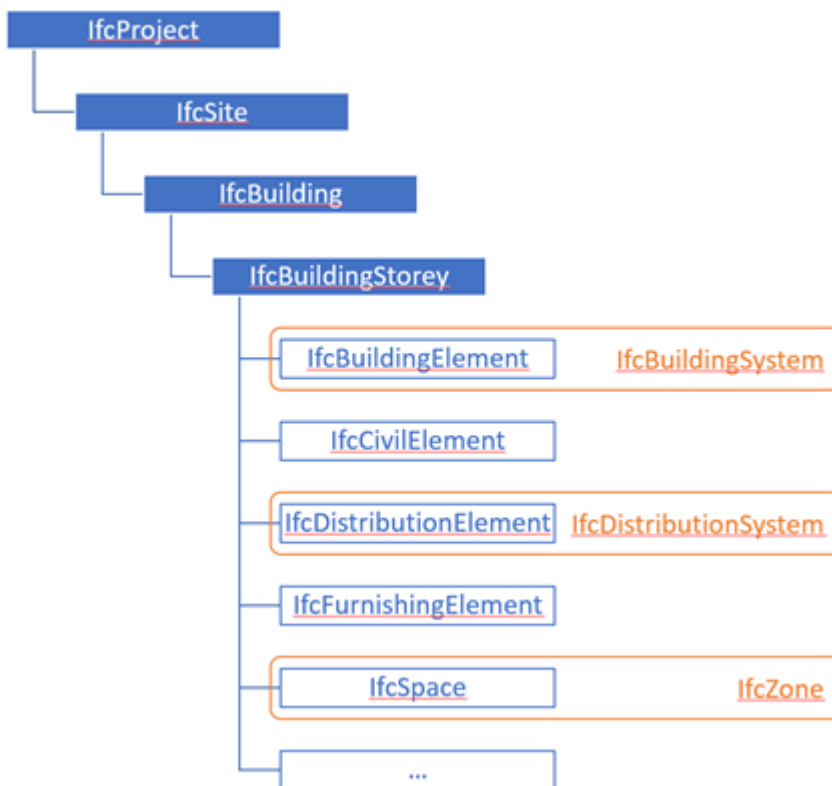 IfcProject
IfcSite
IfcBuilding
IfcBuildingStorey
IfcBuildingElement IfcBuildingSystem
IfcCivilElement
IfcDistributionElement IfcDistributionSystem
IfcFurnishingElement
IfcSpace IfcZone
...